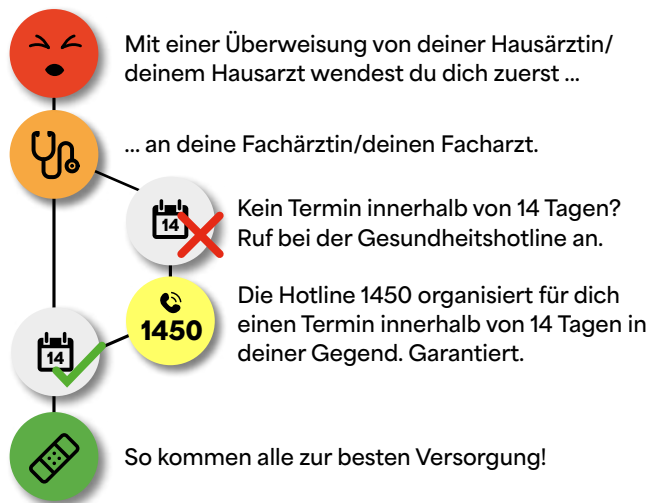 Mit einer Überweisung von deiner Hausärztin/
deinem Hausarzt wendest du dich zuerst ...
... an deine Fachärztin/deinen Facharzt.
14
Kein Termin innerhalb von 14 Tagen?
Ruf bei der Gesundheitshotline an.
1450
Die Hotline 1450 organisiert für dich
einen Termin innerhalb von 14 Tagen in
deiner Gegend. Garantiert.
14
So kommen alle zur besten Versorgung!